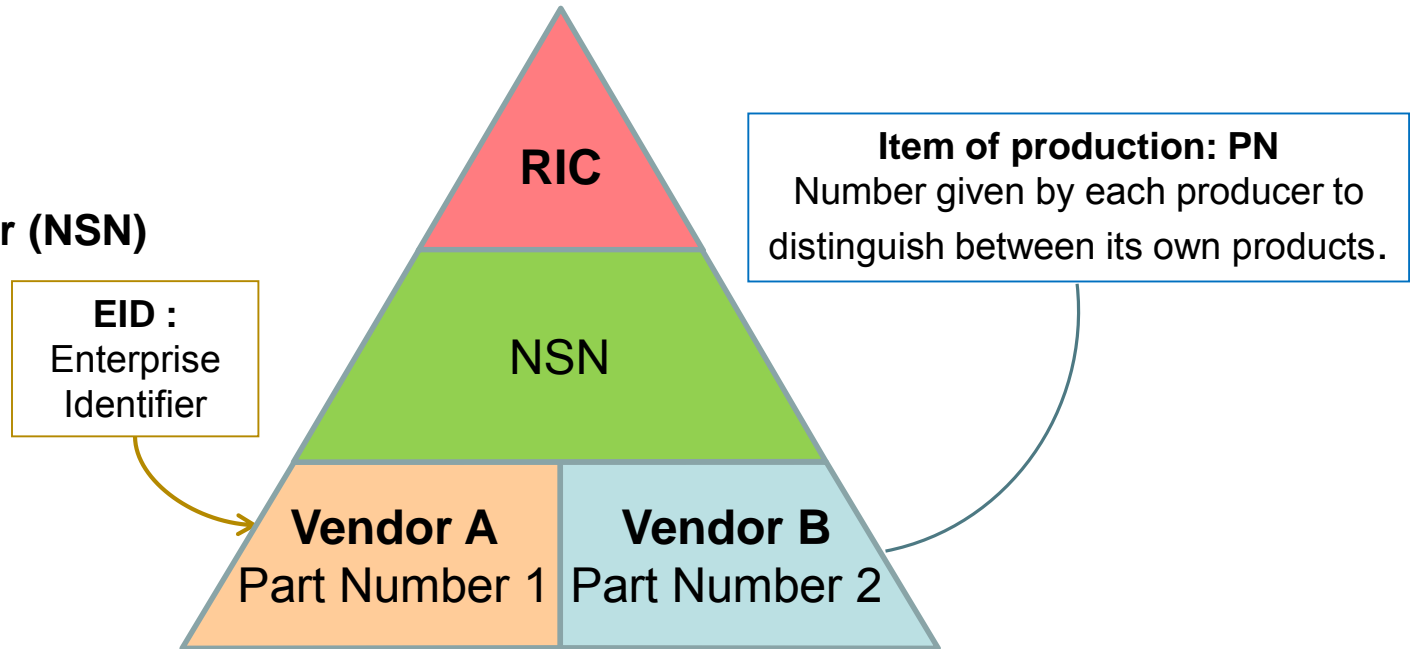 RIC
r (NSN)
EID :
Enterprise
Identifier
NSN
Item of production: PN
Number given by each producer to
distinguish between its own products.
Vendor A
Part Number 1
Vendor B
Part Number 2